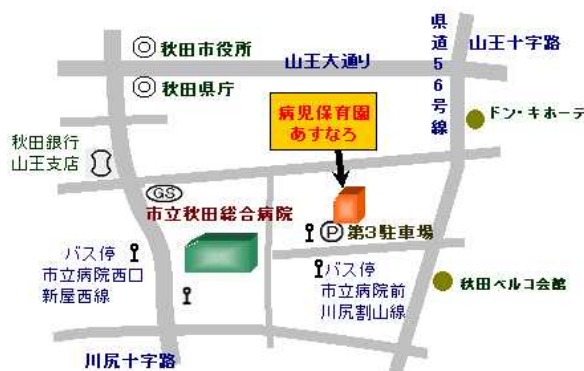 秋田市役所
山王大通り
県道56号線
山王十字路
秋田県庁
病児保育園
あすなろ
ドン・キホーテ
秋田銀行
山王支店
GS
市立秋田総合病院
P 第3駐車場
バス停
市立病院西口
新屋西線
バス停
市立病院前
川尻割山線
秋田ベルコ会館
川尻十字路